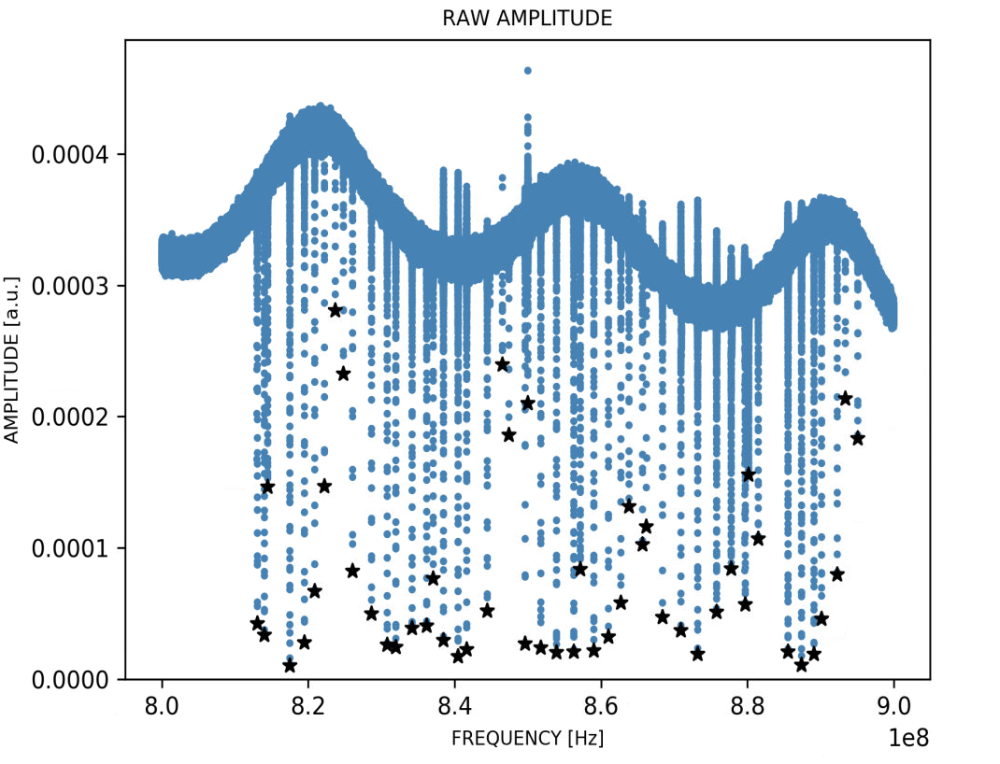 RAW AMPLITUDE
0.0004
0.0003
0.0002
0.0001
0.0000
AMPLITUDE [a.u.]
8.0 8.2 8.4 8.6 8.8 9.0
1e8
FREQUENCY [Hz]